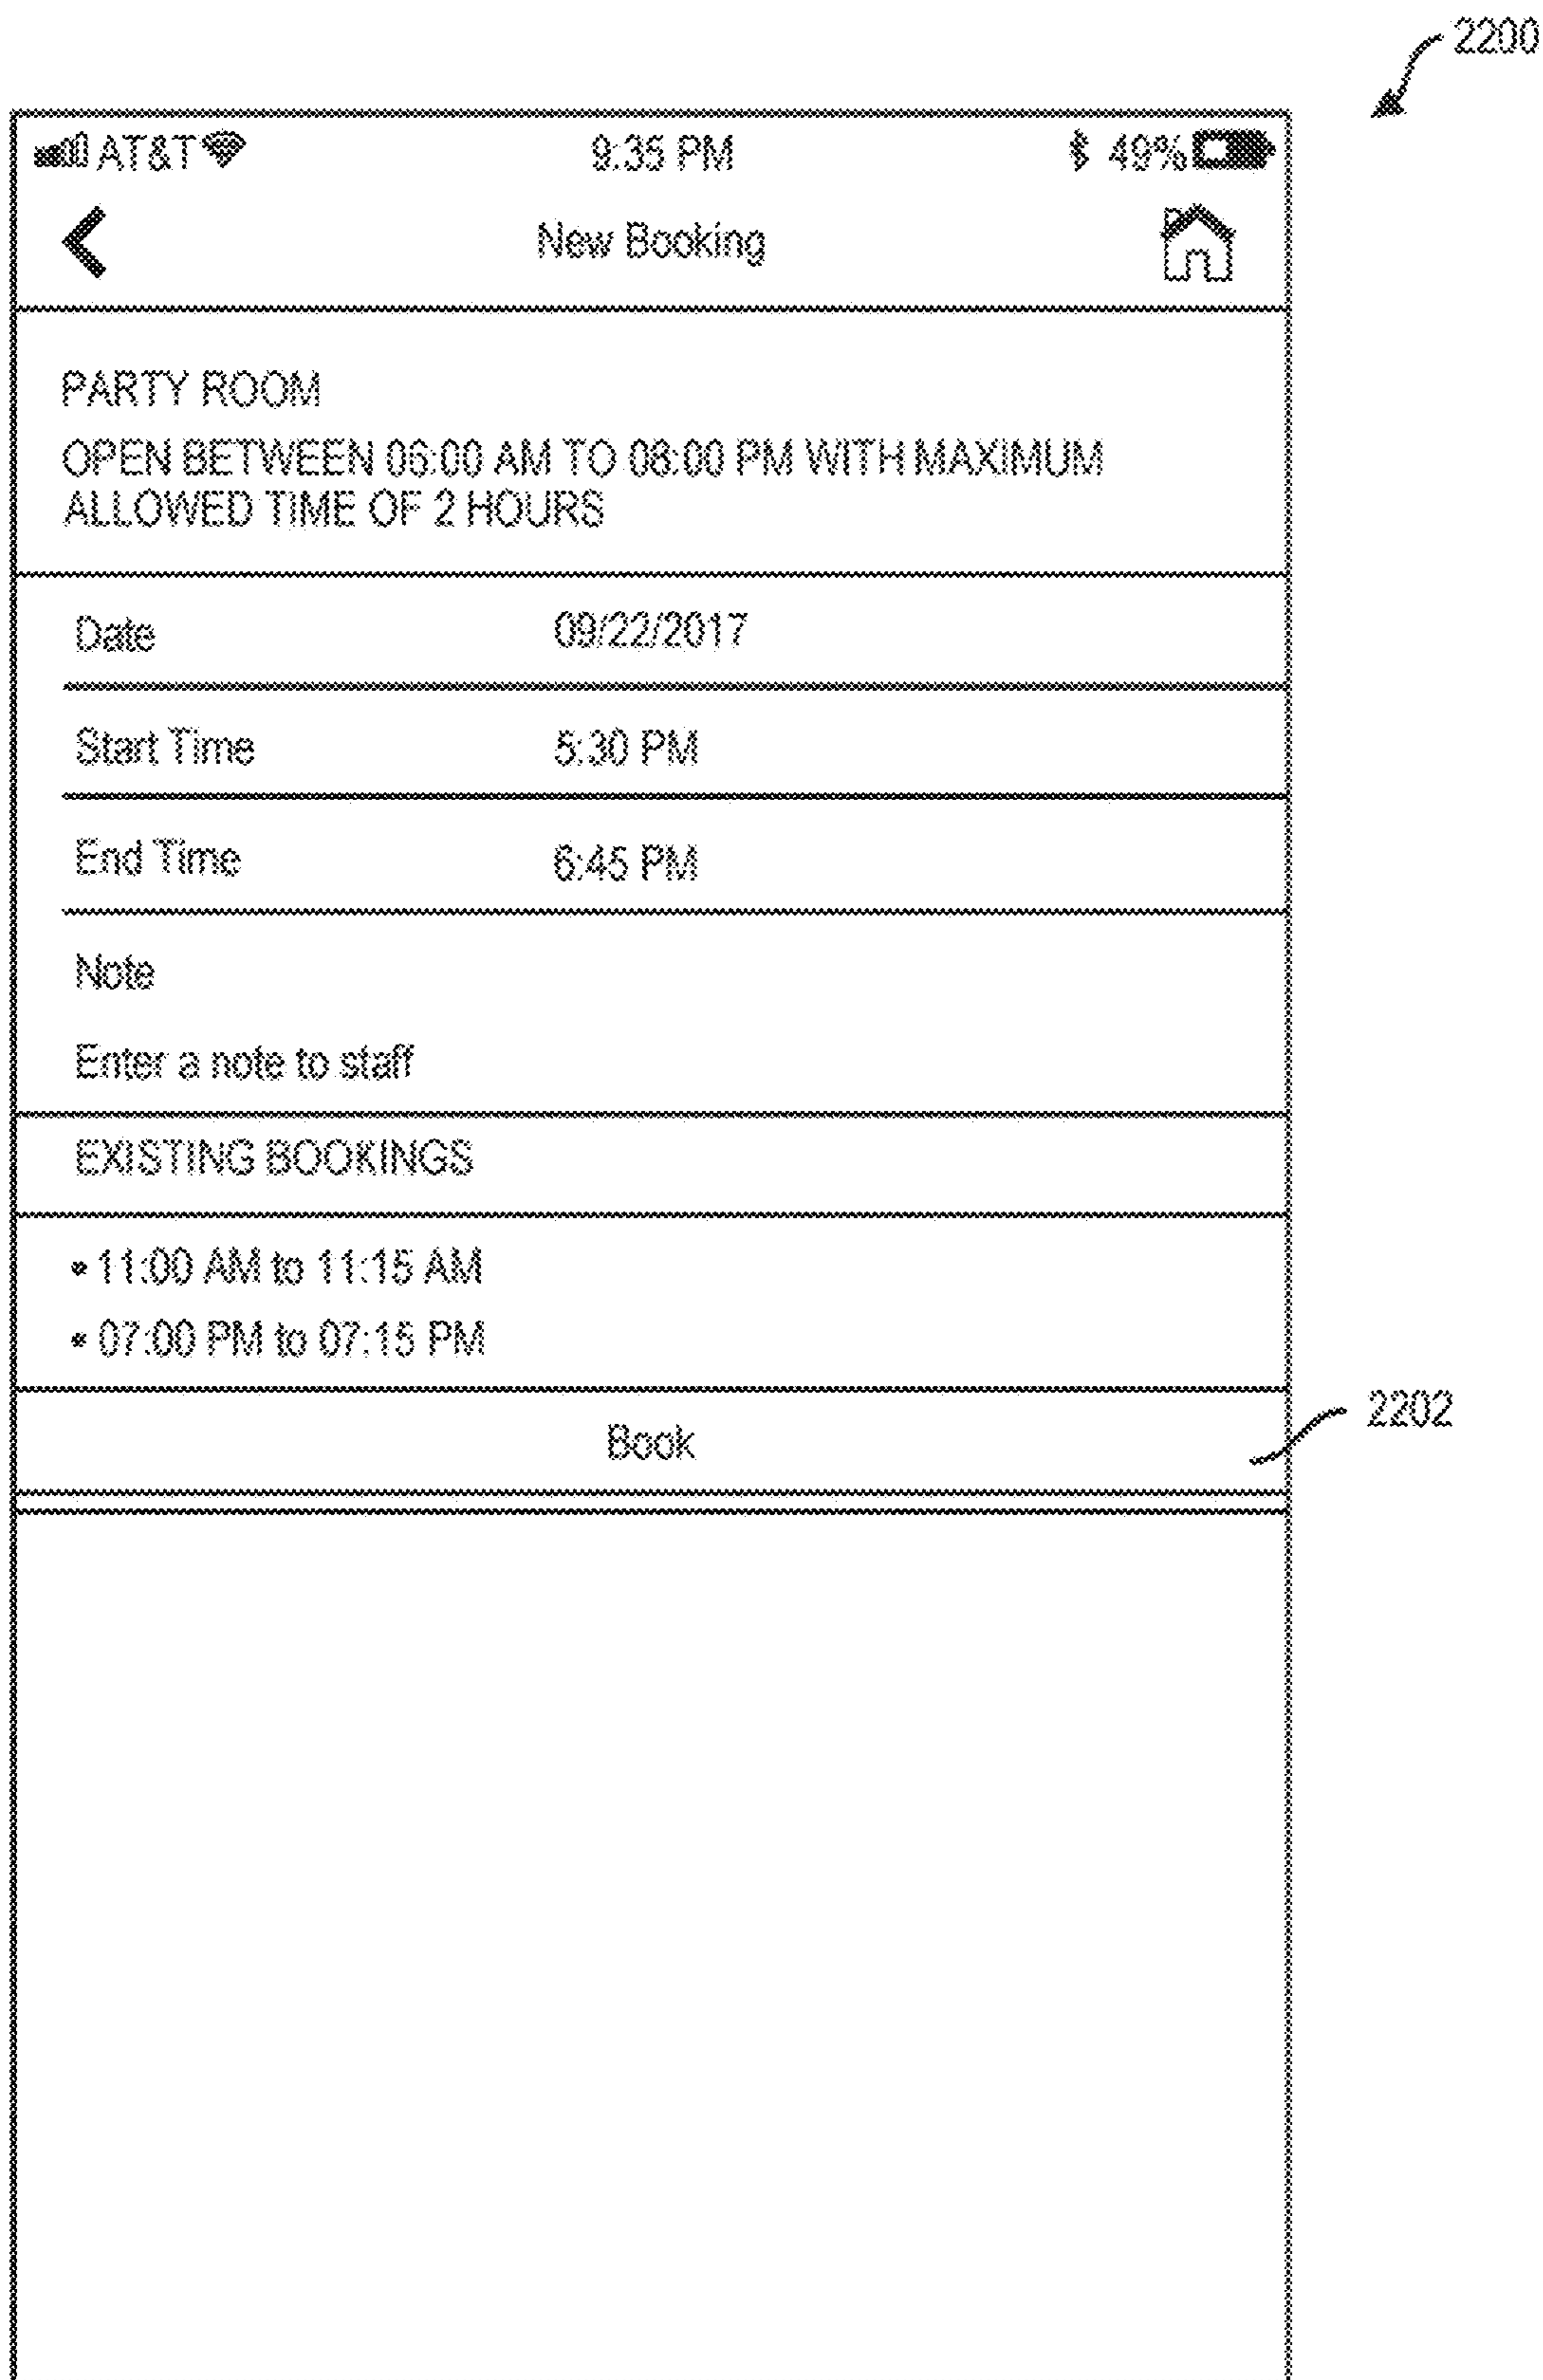 2200
AT&T 9:35 PM 49%
New Booking
PARTY ROOM
OPEN BETWEEN 06:00 AM TO 08:00 PM WITH MAXIMUM
ALLOWED TIME OF 2 HOURS
Date 09/22/2017
Start Time 5:30 PM
End Time 6:45 PM
Note
Enter a note to staff
EXISTING BOOKINGS
• 11:00 AM to 11:15 AM
• 07:00 PM to 07:15 PM
Book 2202